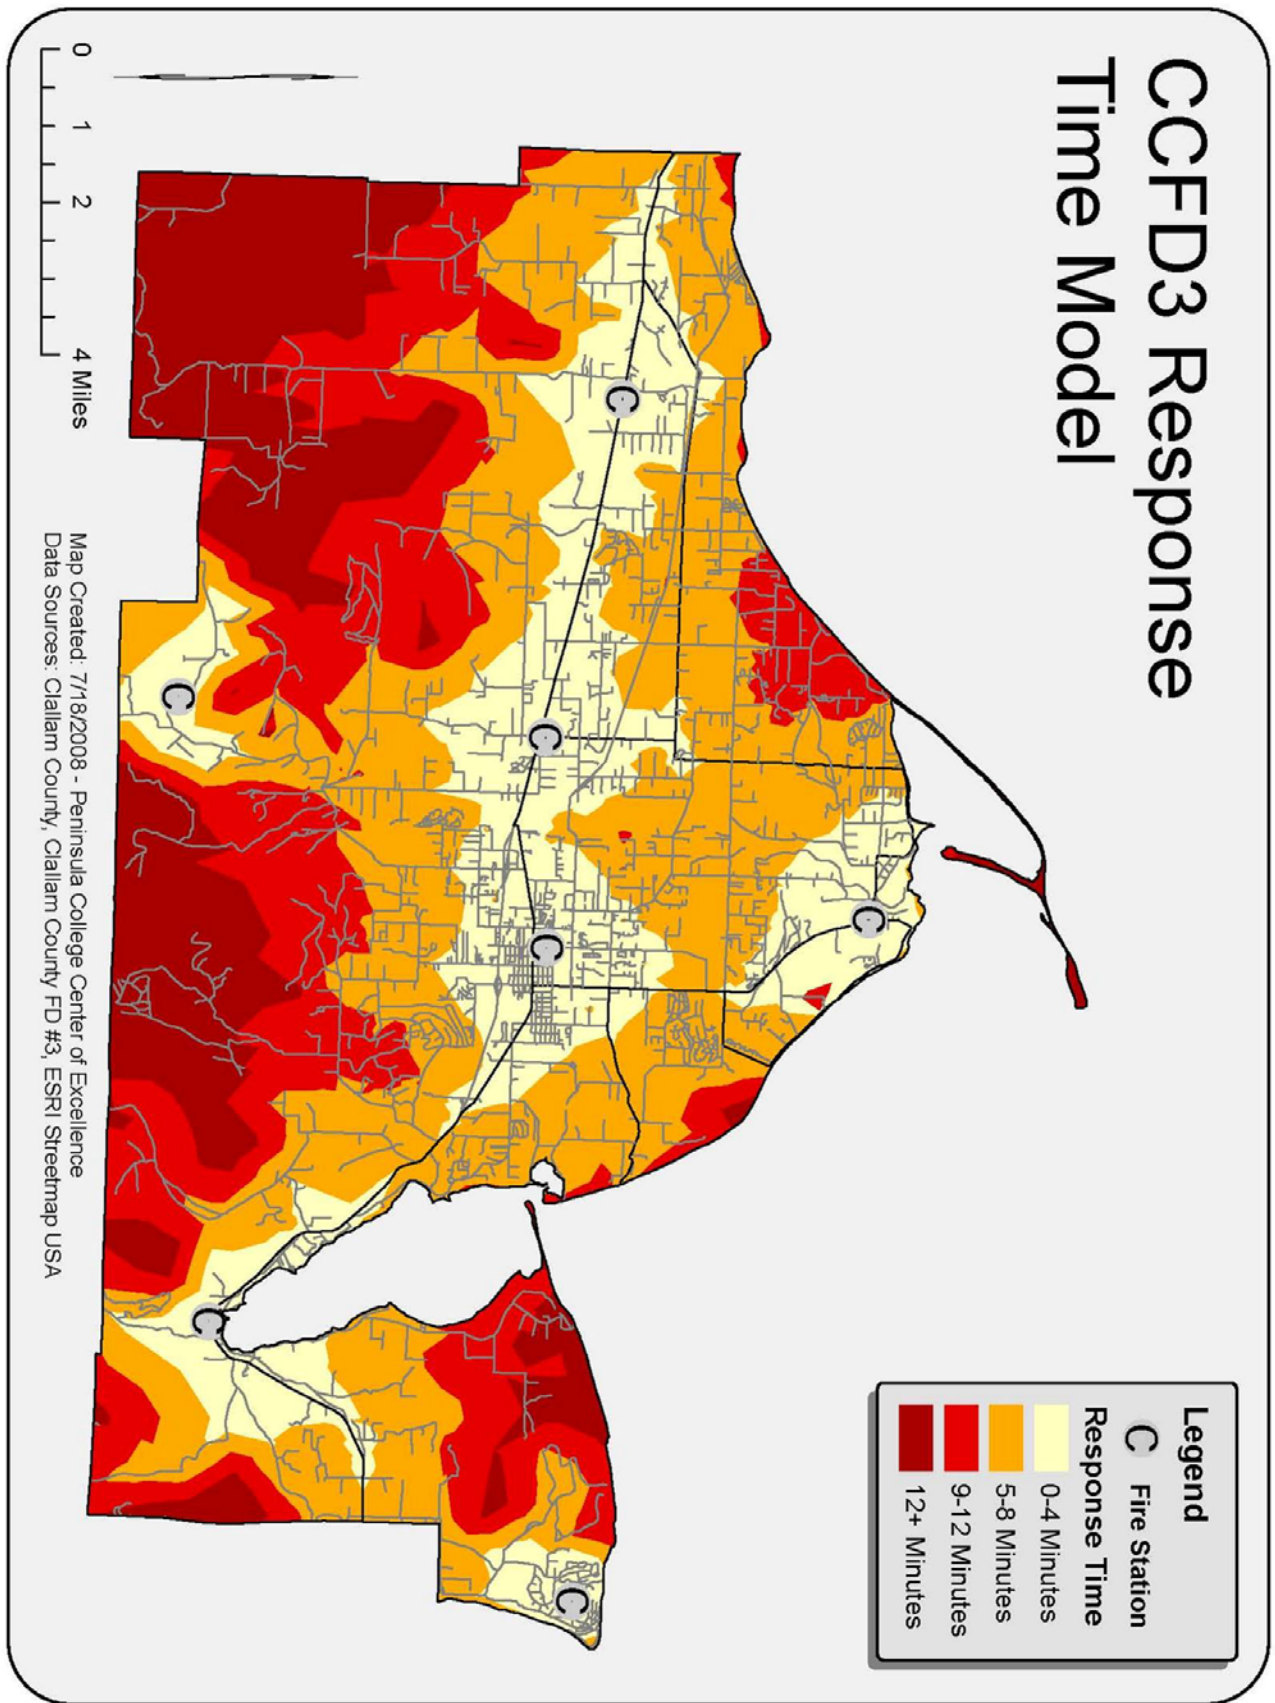 CCFD3 Response
Time Model
Legend
C Fire Station
Response Time
0-4 Minutes
5-8 Minutes
9-12 Minutes
12+ Minutes
C
C
C
C
C
C
C
0 1 2 4 Miles
Map Created: 7/18/2008 - Peninsula College Center of Excellence
Data Sources: Clallam County, Clallam County FD #3, ESRI Streetmap USA